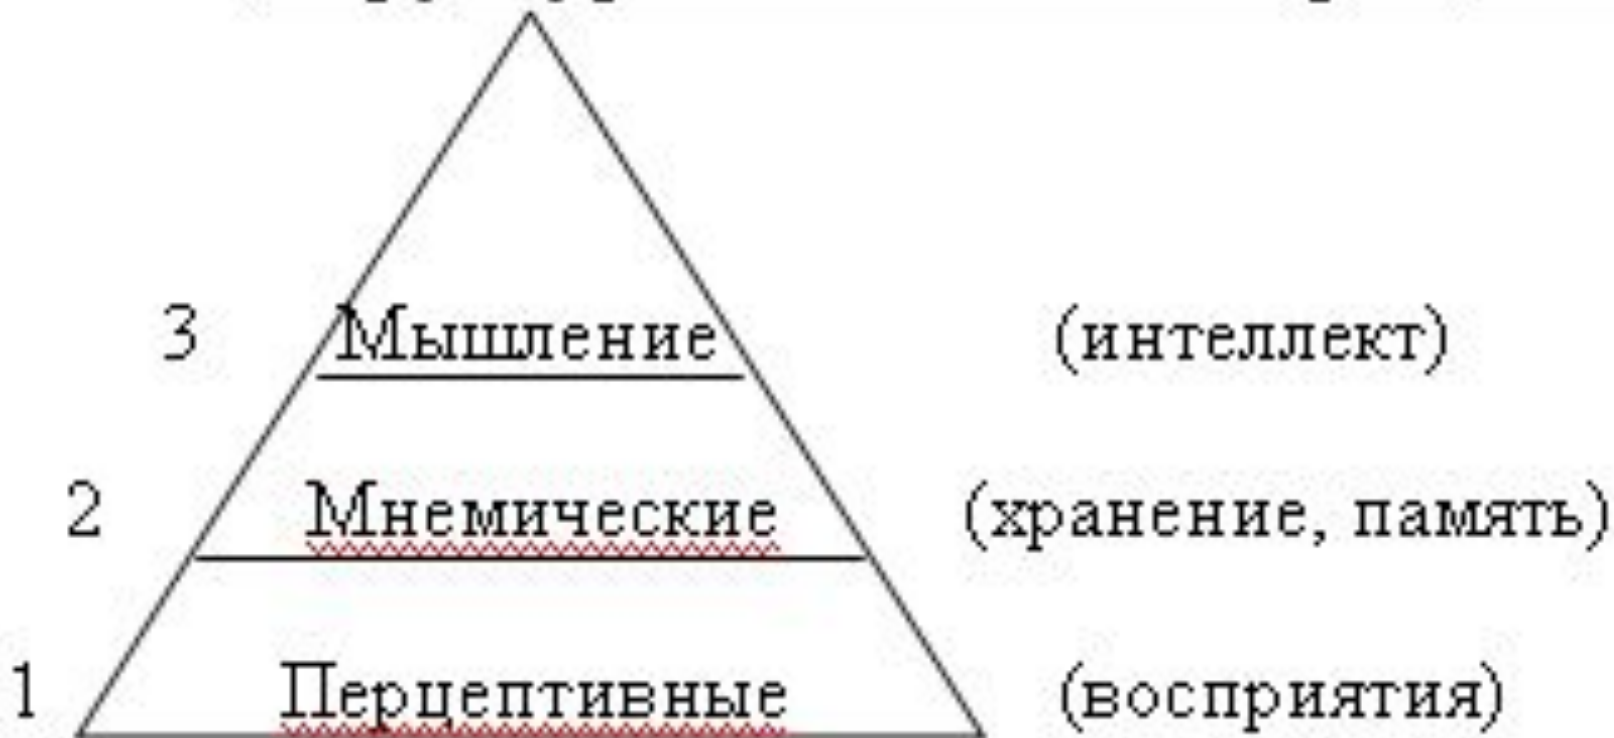 3 Мышление (интеллект)
2 Мнемические (хранение, память)
1 Перцептивные (восприятия)